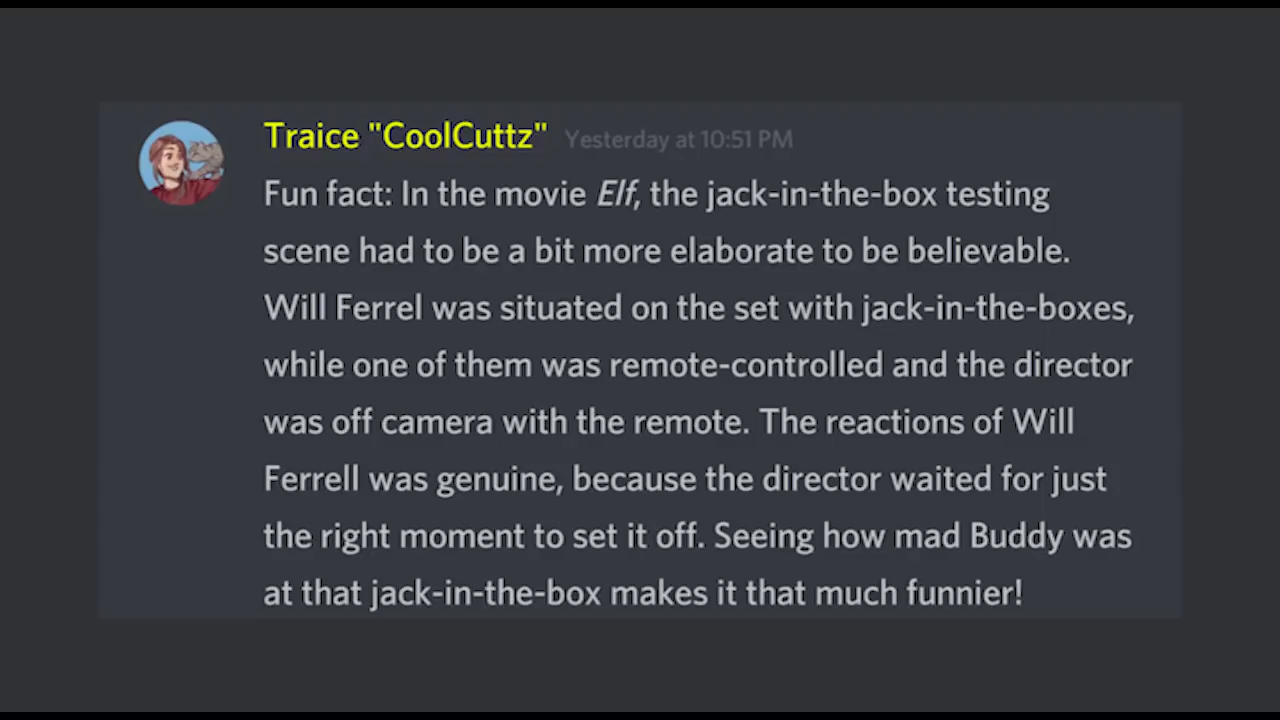 Traice "CoolCuttz" Yesterday at 10:51 PM
Fun fact: In the movie Elf, the jack-in-the-box testing
scene had to be a bit more elaborate to be believable.
Will Ferrel was situated on the set with jack-in-the-boxes,
while one of them was remote-controlled and the director
was off camera with the remote. The reactions of Will
Ferrell was genuine, because the director waited for just
the right moment to set it off. Seeing how mad Buddy was
at that jack-in-the-box makes it that much funnier!